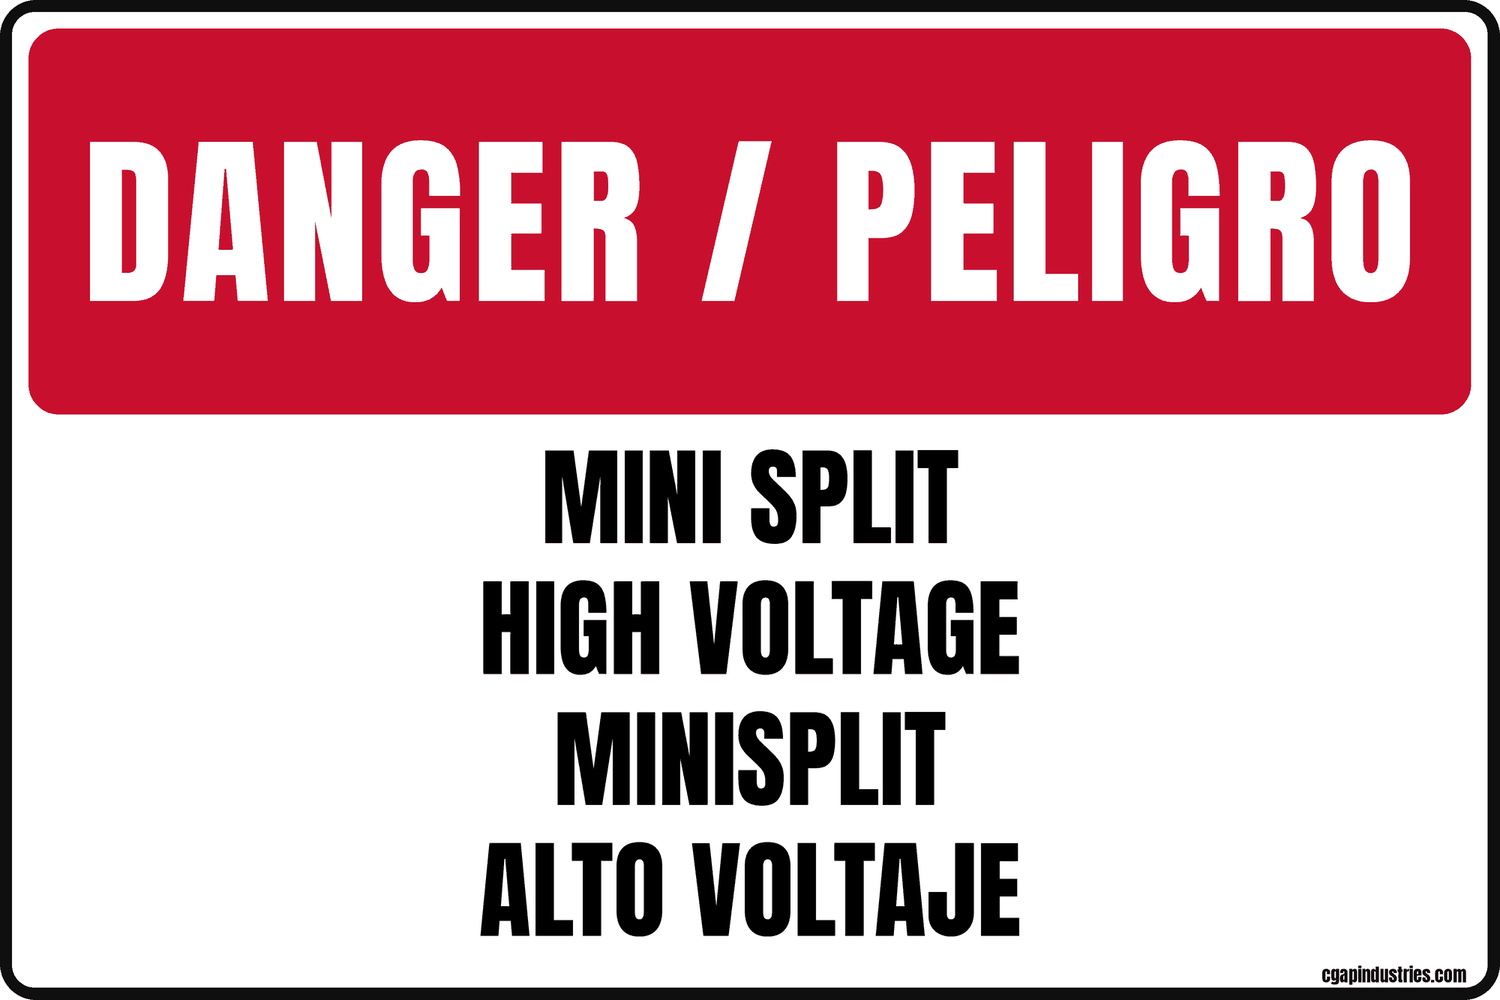 DANGER / PELIGRO
MINI SPLIT
HIGH VOLTAGE
MINISPLIT
ALTO VOLTAJE
cgapindustries.com